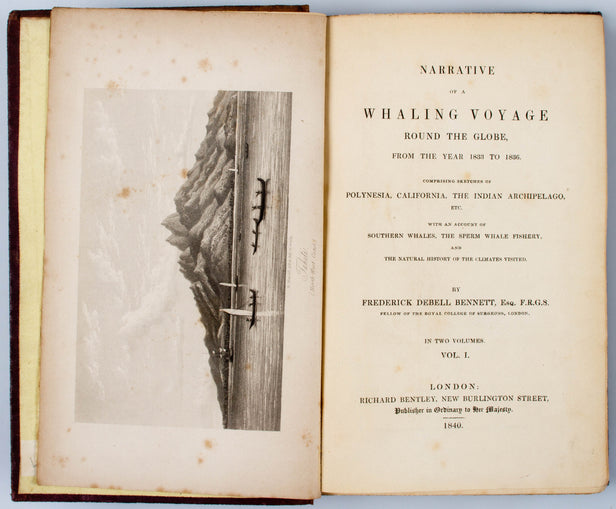 Tahiti
NARRATIVE
OF A
WHALING VOYAGE
ROUND THE GLOBE,
FROM THE YEAR 1833 TO 1836.
COMPRISING SKETCHES OF
POLYNESIA, CALIFORNIA, THE INDIAN ARCHIPELAGO,
ETC.
WITH AN ACCOUNT OF
SOUTHERN WHALES, THE SPERM WHALE FISHERY,
AND
THE NATURAL HISTORY OF THE CLIMATES VISITED.
BY
FREDERICK DEBELL BENNETT, ESQ. F.R.G.S.
FELLOW OF THE ROYAL COLLEGE OF SURGEONS, LONDON.
IN TWO VOLUMES.
VOL. I.
LONDON:
RICHARD BENTLEY, NEW BURLINGTON STREET,
Publisher in Ordinary to Her Majesty.
1840.